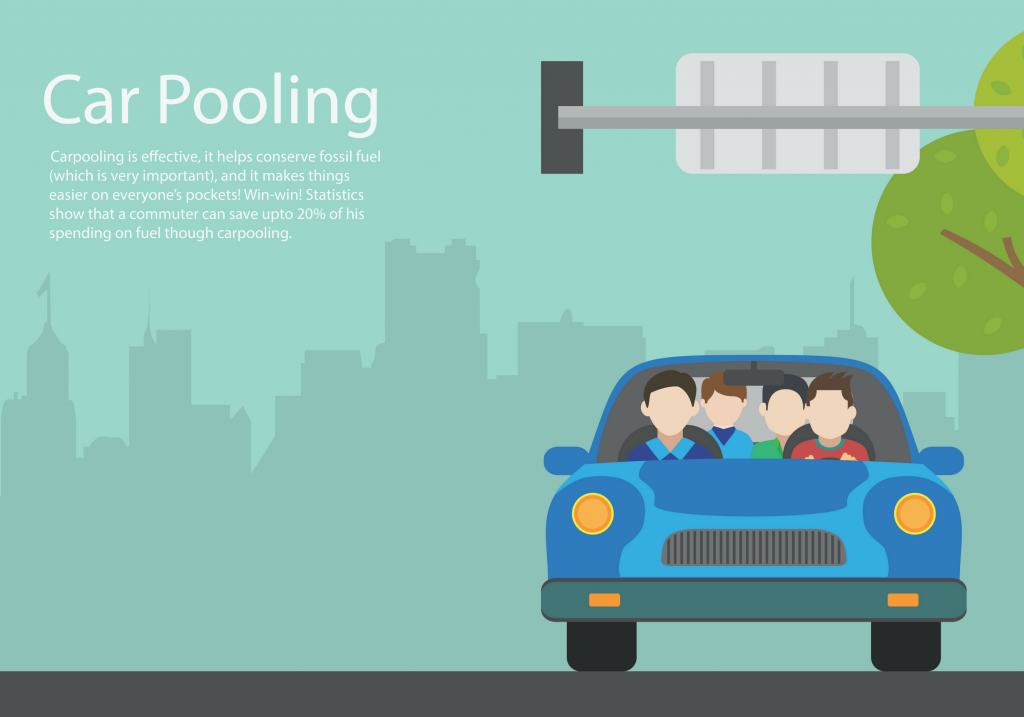 Car Pooling
Carpooling is effective, it helps conserve fossil fuel
(which is very important), and it makes things
easier on everyone's pockets! Win-win! Statistics
show that a commuter can save upto 20% of his
spending on fuel though carpooling.